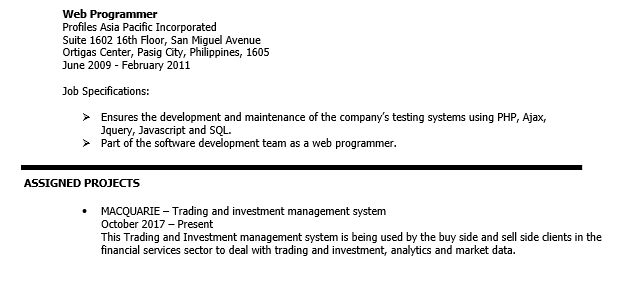 Web Programmer
Profiles Asia Pacific Incorporated
Suite 1602 16th Floor, San Miguel Avenue
Ortigas Center, Pasig City, Philippines, 1605
June 2009 - February 2011
Job Specifications:
➢ Ensures the development and maintenance of the company's testing systems using PHP, Ajax,
Jquery, Javascript and SQL.
➢ Part of the software development team as a web programmer.
ASSIGNED PROJECTS
• MACQUARIE – Trading and investment management system
October 2017 – Present
This Trading and Investment management system is being used by the buy side and sell side clients in the
financial services sector to deal with trading and investment, analytics and market data.